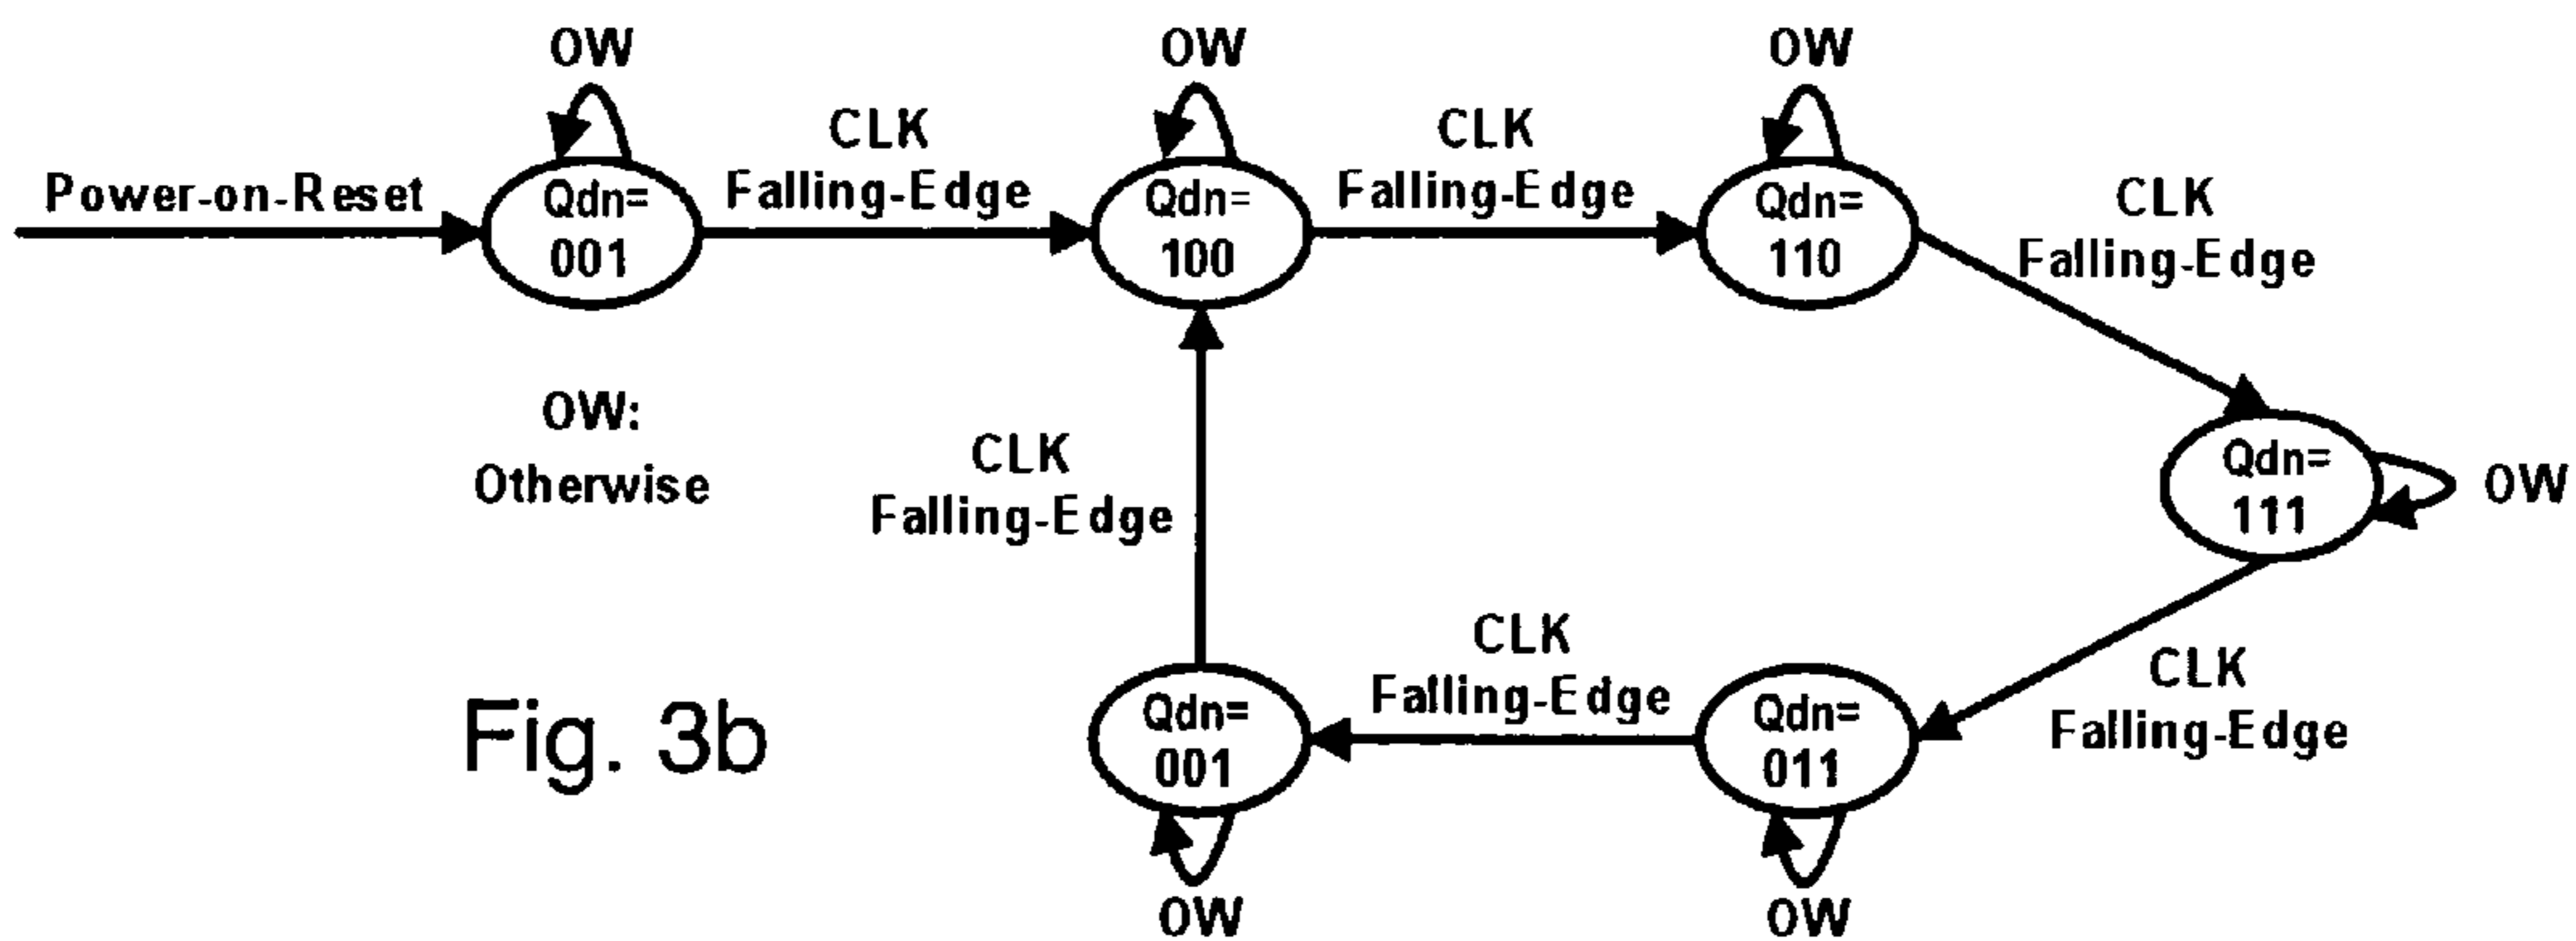 OW
OW
OW
Power-on-Reset
Qdn=
001
CLK
Falling-Edge
Qdn=
100
CLK
Falling-Edge
Qdn=
110
CLK
Falling-Edge
OW:
Otherwise
CLK
Falling-Edge
Qdn=
111
OW
Fig. 3b
Qdn=
001
CLK
Falling-Edge
Qdn=
011
CLK
Falling-Edge
OW
OW